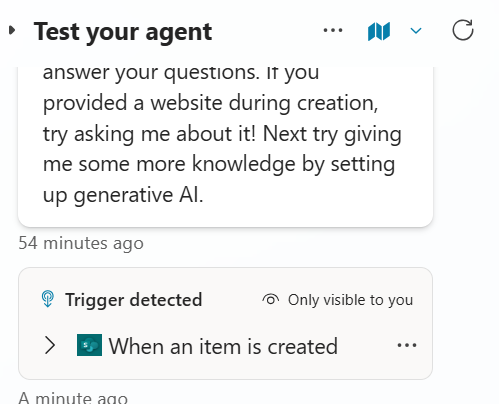 Test your agent
answer your questions. If you
provided a website during creation,
try asking me about it! Next try giving
me some more knowledge by setting
up generative AI.
54 minutes ago
Trigger detected
Only visible to you
When an item is created
A minute ago